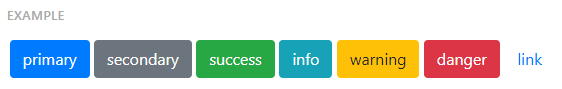 EXAMPLE
primary secondary success info warning danger link